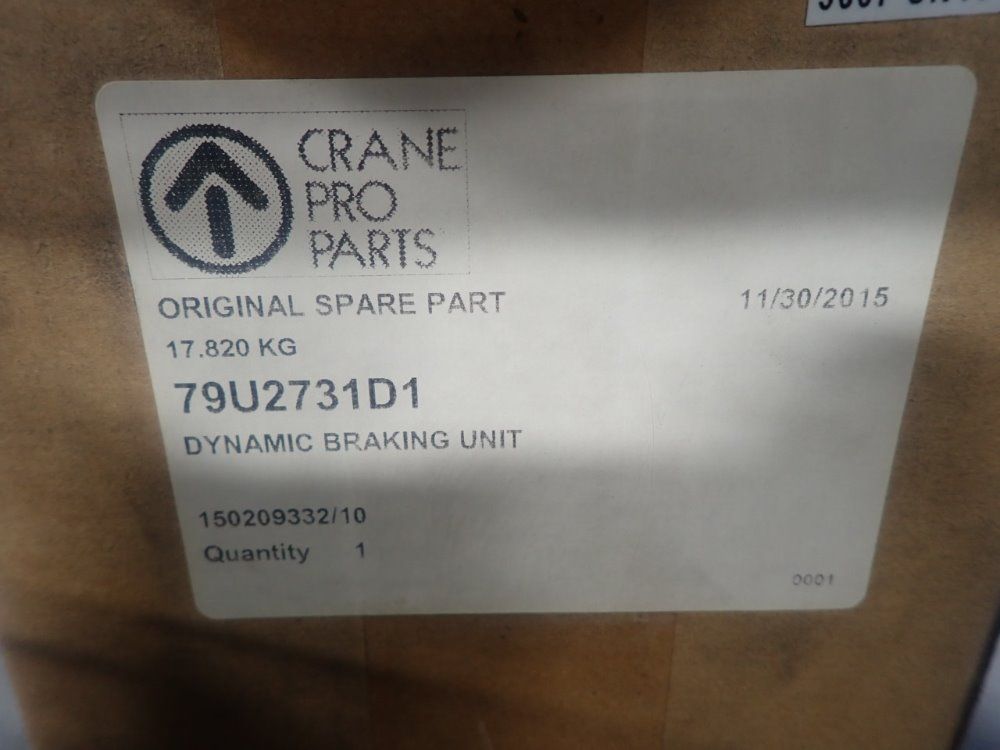 CRANE
PRO
PARTS
ORIGINAL SPARE PART
11/30/2015
17.820 KG
79U2731D1
DYNAMIC BRAKING UNIT
150209332/10
Quantity 1
0001